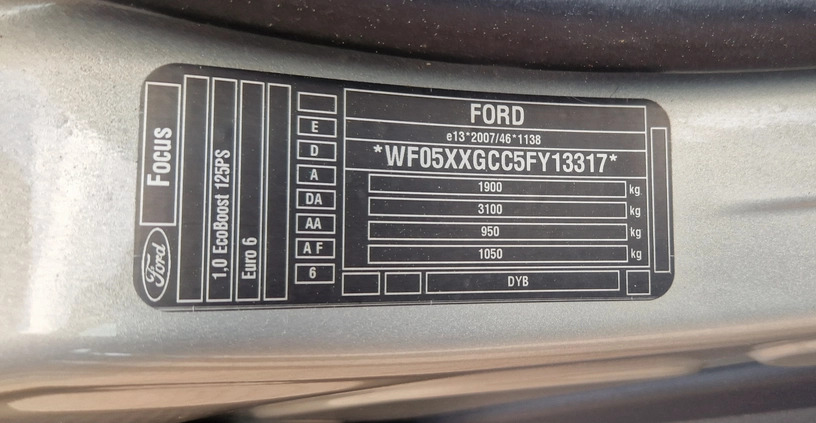 Focus
Ford
1,0 EcoBoost 125PS
Euro 6
E
D
A
DA
AA
A F
6
FORD
e13*2007/46*1138
*WF05XXGCC5FY13317*
1900 kg
3100 kg
950 kg
1050 kg
DYB